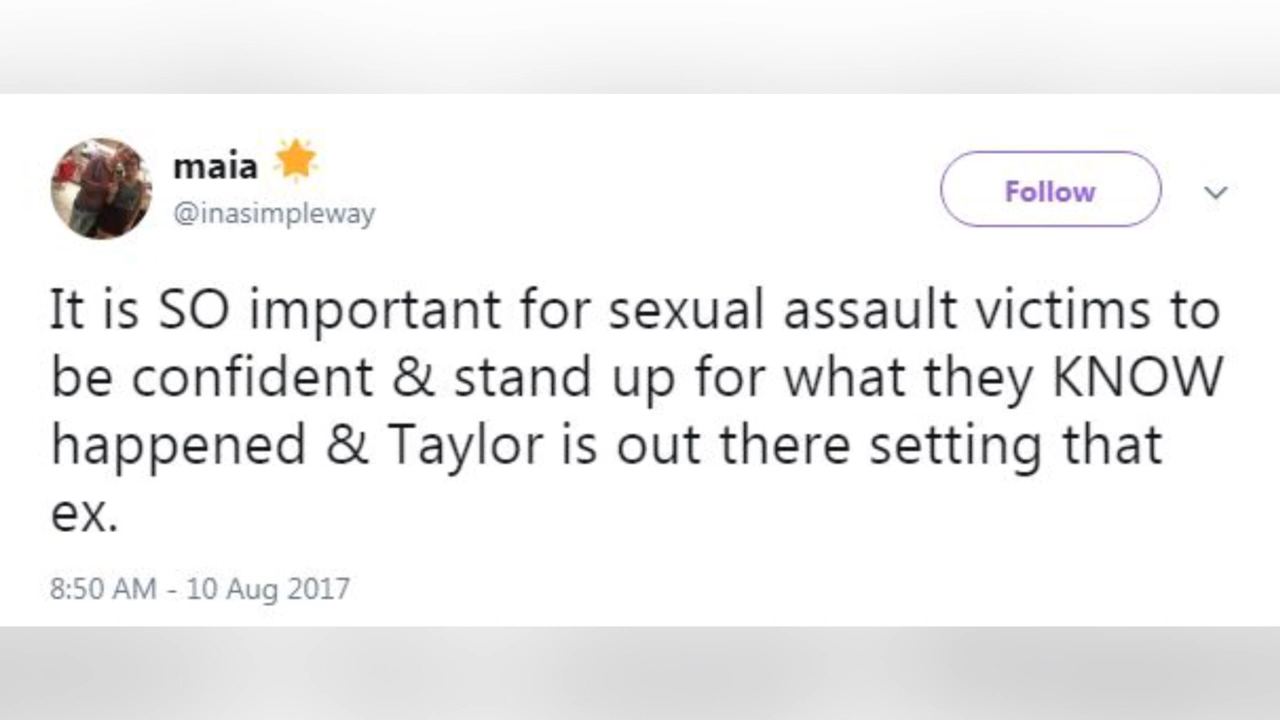 maia
@inasimpleway
Follow
It is SO important for sexual assault victims to
be confident & stand up for what they KNOW
happened & Taylor is out there setting that
ex.
8:50 AM - 10 Aug 2017